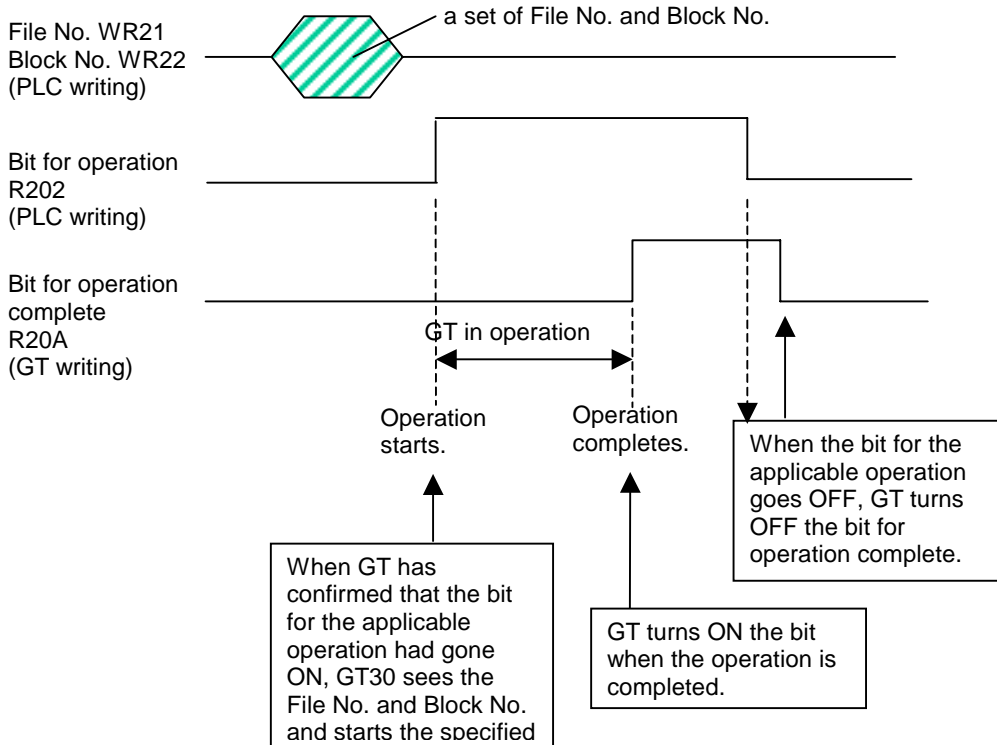 a set of File No. and Block No.
File No. WR21
Block No. WR22
(PLC writing)
Bit for operation
R202
(PLC writing)
Bit for operation
complete
R20A
(GT writing)
GT in operation
Operation
starts.
Operation
completes.
When the bit for the
applicable operation
goes OFF, GT turns
OFF the bit for
operation complete.
When GT has
confirmed that the bit
for the applicable
operation had gone
ON, GT30 sees the
File No. and Block No.
and starts the specified
GT turns ON the bit
when the operation is
completed.